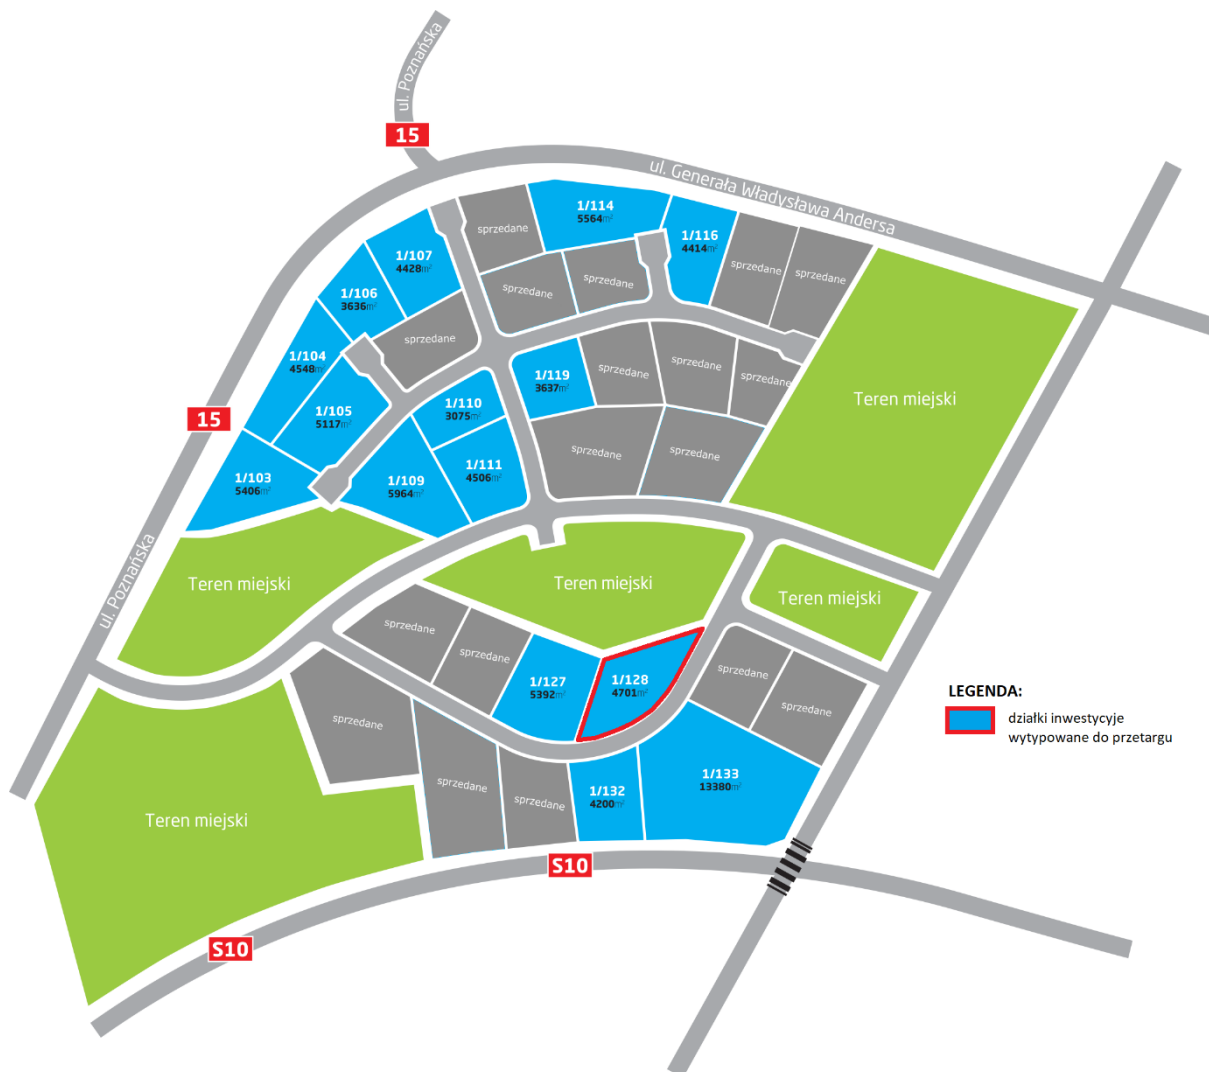 ul. Poznańska
15
ul. Generała Władysława Andersa
1/114
5564m²
sprzedane
1/116
4414m²
1/107
4428m²
sprzedane
sprzedane
sprzedane
sprzedane
1/106
3636m²
sprzedane
1/104
4548m²
sprzedane
sprzedane
1/119
3637m²
sprzedane
Teren miejski
1/105
5117m²
1/110
3075m²
15
sprzedane
sprzedane
1/111
4506m²
1/103
5406m²
1/109
5964m²
ul. Poznańska
Teren miejski
Teren miejski
Teren miejski
sprzedane
sprzedane
1/127
5392m²
1/128
4701m²
sprzedane
sprzedane
LEGENDA:
działki inwestycyje
wytypowane do przetargu
sprzedane
sprzedane
sprzedane
1/132
4200m²
1/133
13380m²
Teren miejski
S10
S10